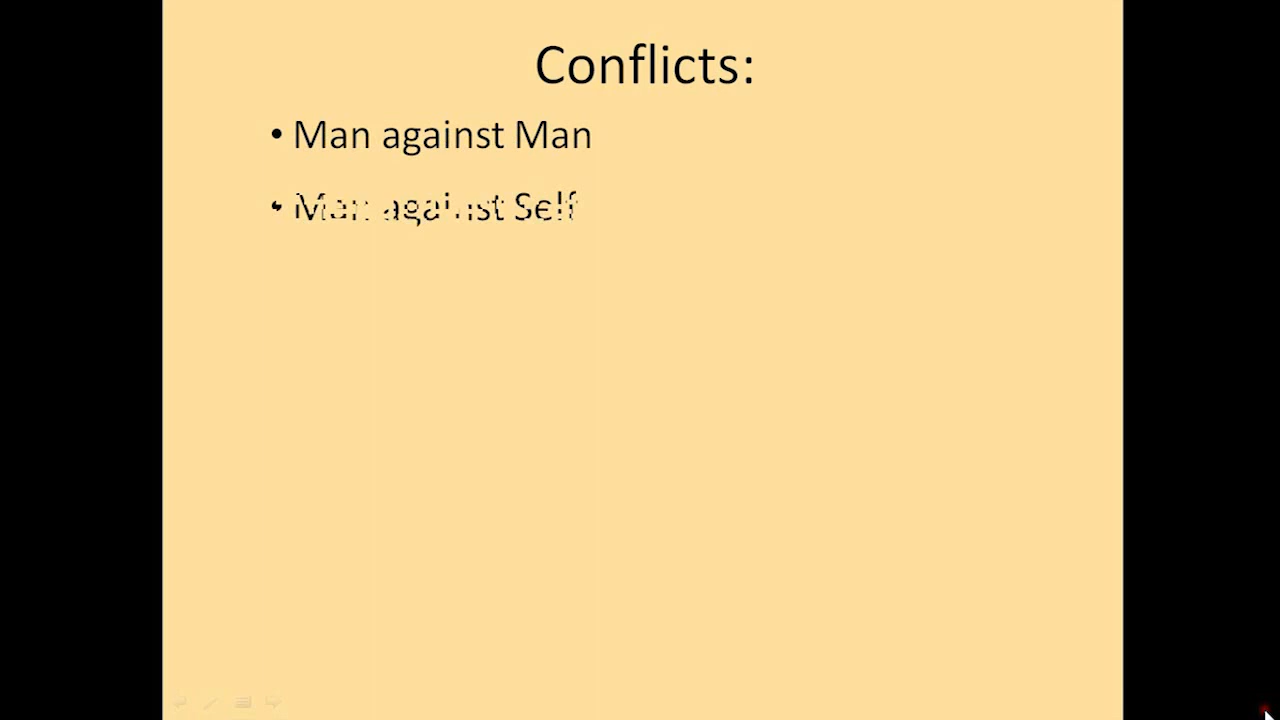 Conflicts:
• Man against Man
• Man against Self